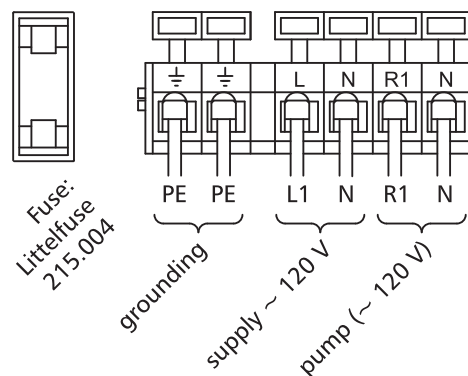 L N R1 N
PE PE L1 N R1 N
Fuse:
Littelfuse
215.004
grounding
supply ~ 120 V
pump (~ 120 V)